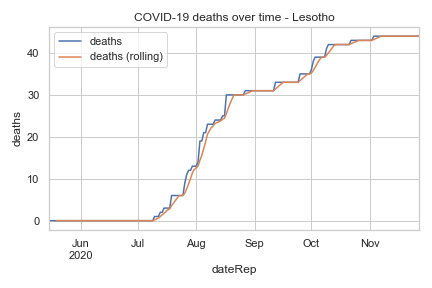 COVID-19 deaths over time - Lesotho
deaths
deaths (rolling)
deaths
40
30
20
10
0
Jun Jul Aug Sep Oct Nov
2020
dateRep